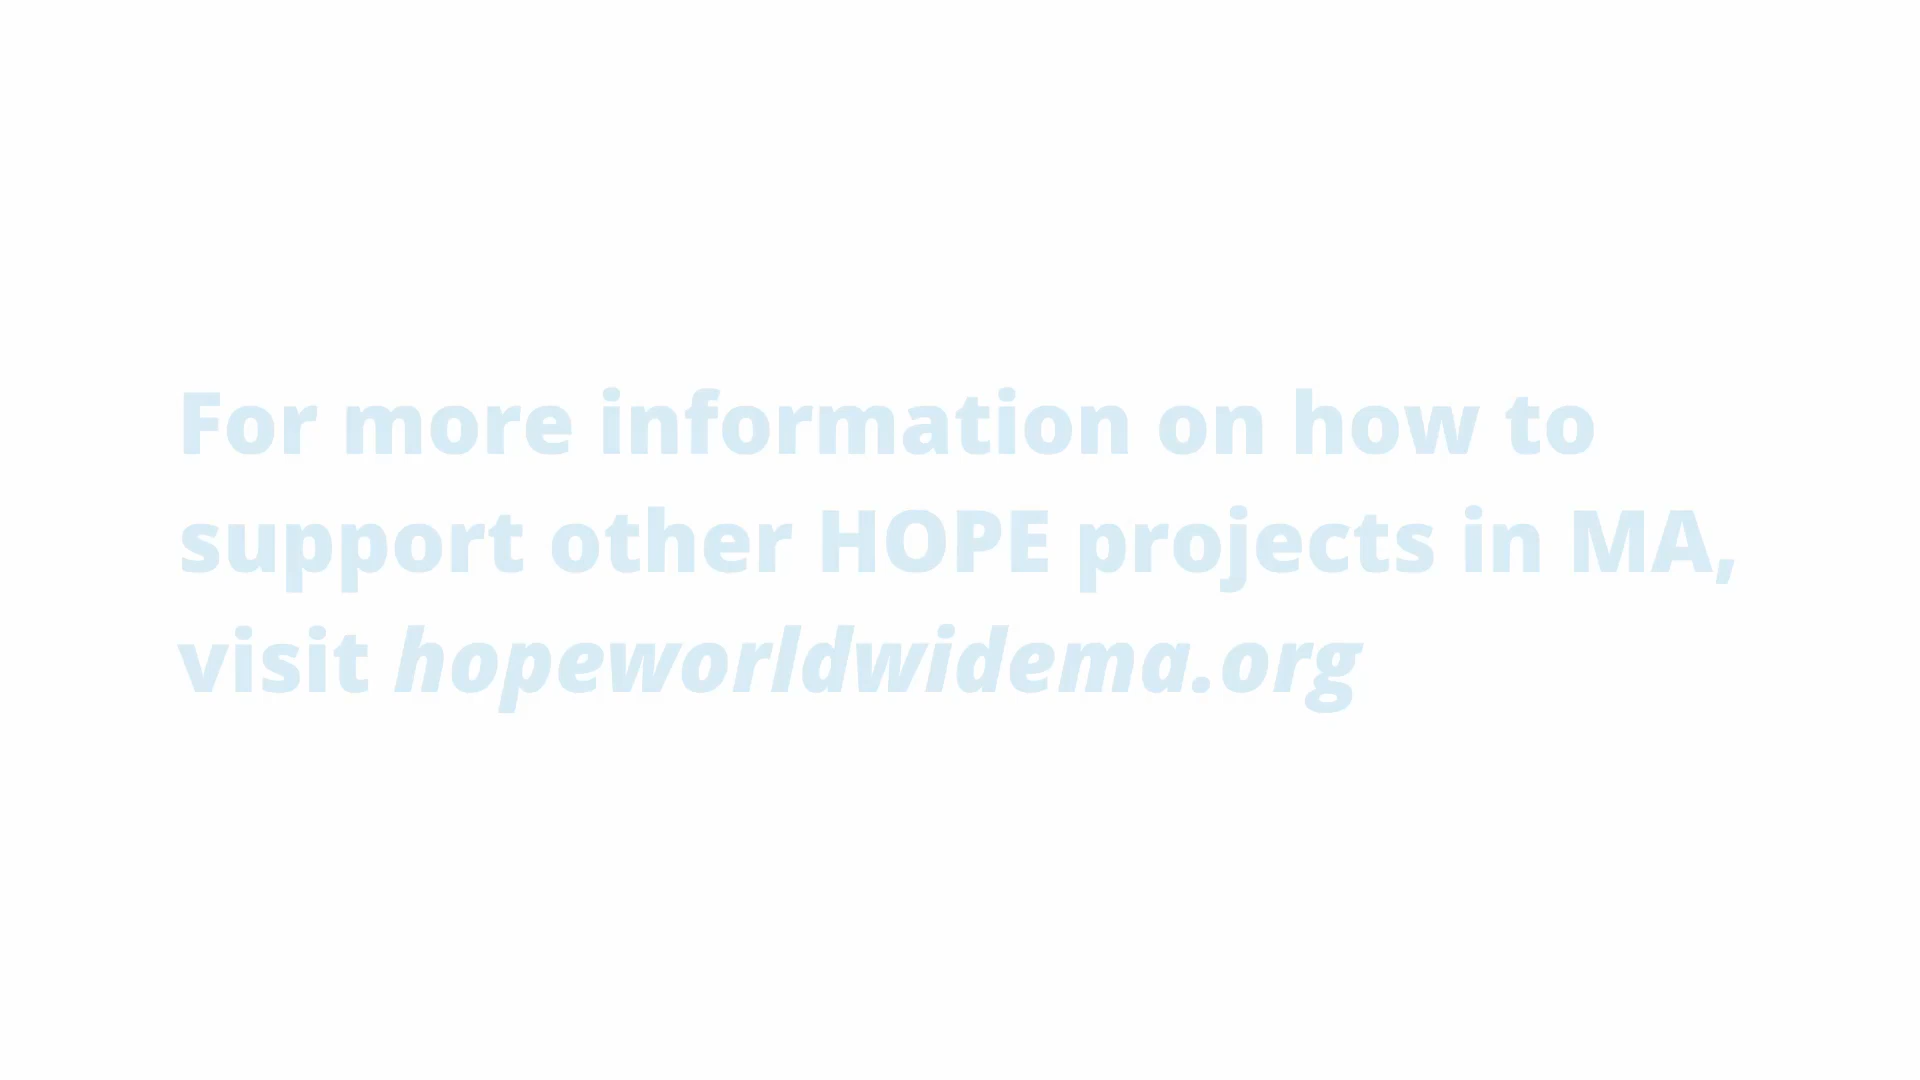 For more information on how to
support other HOPE projects in MA,
visit hopeworldwidema.org